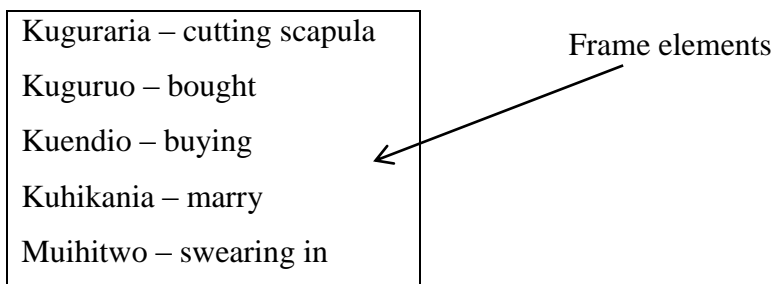 Kuguraria – cutting scapula
Frame elements
Kuguruo – bought
Kuendio – buying
Kuhikania – marry
Muihitwo – swearing in